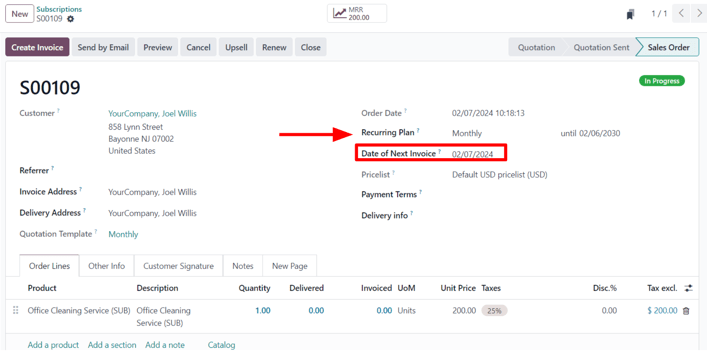 New Subscriptions
S00109
MRR
200.00
1 / 1
Create Invoice Send by Email Preview Cancel Upsell Renew Close Quotation Quotation Sent Sales Order
S00109
In Progress
Customer ? YourCompany, Joel Willis
858 Lynn Street
Bayonne NJ 07002
United States
Referrer ?
Invoice Address ? YourCompany, Joel Willis
Delivery Address ? YourCompany, Joel Willis
Quotation Template ? Monthly
Order Date ? 02/07/2024 10:18:13
Recurring Plan ? Monthly until 02/06/2030
Date of Next Invoice ? 02/07/2024
Pricelist ? Default USD pricelist (USD)
Payment Terms ?
Delivery info ?
Order Lines Other Info Customer Signature Notes New Page
Product Description Quantity Delivered Invoiced UoM Unit Price Taxes Disc.% Tax excl.
Office Cleaning Service (SUB) Office Cleaning 1.00 0.00 0.00 Units 200.00 25% 0.00 $ 200.00
Service (SUB)
Add a product Add a section Add a note Catalog